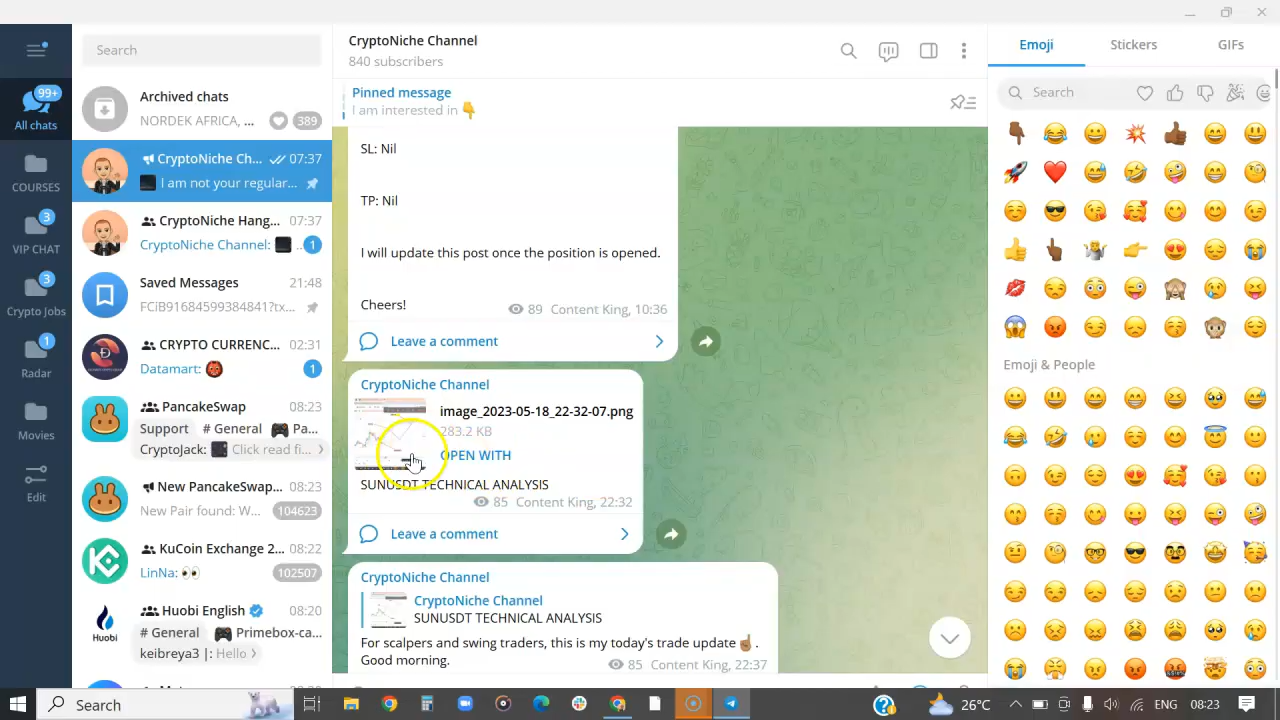 99+
All chats
COURSES
3
VIP CHAT
3
Crypto Jobs
1
Radar
Movies
Edit
Search
Archived chats
NORDEK AFRICA, ...
389
CryptoNiche Ch... 07:37
I am not your regular...
CryptoNiche Hang... 07:37
CryptoNiche Channel: .. 1
Saved Messages 21:48
FCiB91684599384841?tx...
CRYPTO CURRENC... 02:31
Datamart: 1
PancakeSwap 08:23
Support # General Pa...
CryptoJack: Click read fi...
New PancakeSwap... 08:23
New Pair found: W... 104623
KuCoin Exchange 2... 08:22
LinNa: 102507
HUOBI
Huobi English 08:20
# General Primebox-ca...
keibreya3 |: Hello
CryptoNiche Channel
840 subscribers
Pinned message
I am interested in
SL: Nil
TP: Nil
I will update this post once the position is opened.
Cheers!
89 Content King, 10:36
Leave a comment
CryptoNiche Channel
image_2023-05-18_22-32-07.png
283.2 KB
OPEN WITH
SUNUSDT TECHNICAL ANALYSIS
85 Content King, 22:32
Leave a comment
CryptoNiche Channel
CryptoNiche Channel
SUNUSDT TECHNICAL ANALYSIS
For scalpers and swing traders, this is my today's trade update .
Good morning.
85 Content King, 22:37
Emoji Stickers GIFs
Search
Emoji & People
Search
26°C
08:23